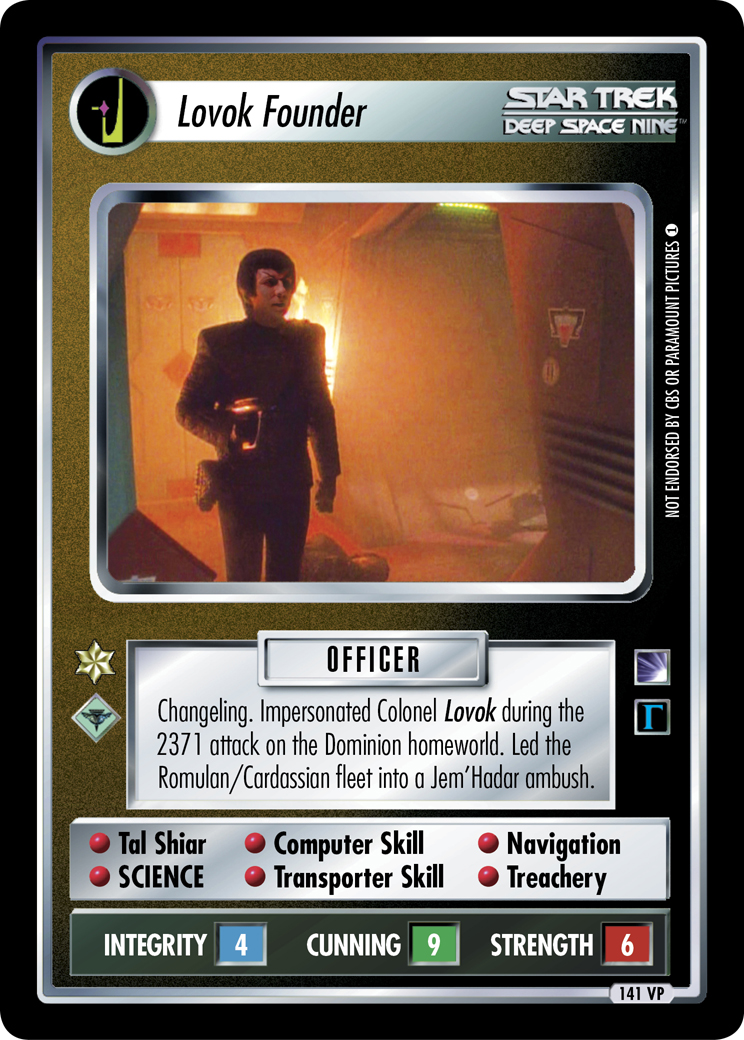 Lovok Founder
STAR TREK
DEEP SPACE NINE™
NOT ENDORSED BY CBS OR PARAMOUNT PICTURES
OFFICER
Changeling. Impersonated Colonel Lovok during the
2371 attack on the Dominion homeworld. Led the
Romulan/Cardassian fleet into a Jem'Hadar ambush.
Tal Shiar Computer Skill Navigation
SCIENCE Transporter Skill Treachery
INTEGRITY 4 CUNNING 9 STRENGTH 6
141 VP
Γ